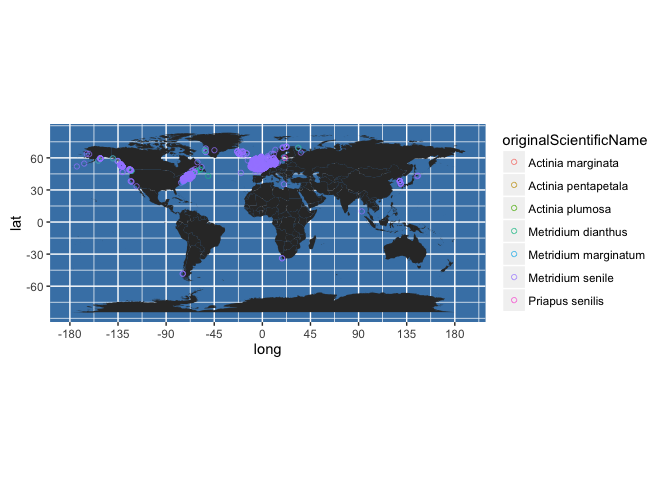 60
30
0
-30
-60
lat
-180 -135 -90 -45 0 45 90 135 180
long
originalScientificName
Actinia marginata
Actinia pentapetala
Actinia plumosa
Metridium dianthus
Metridium marginatum
Metridium senile
Priapus senilis